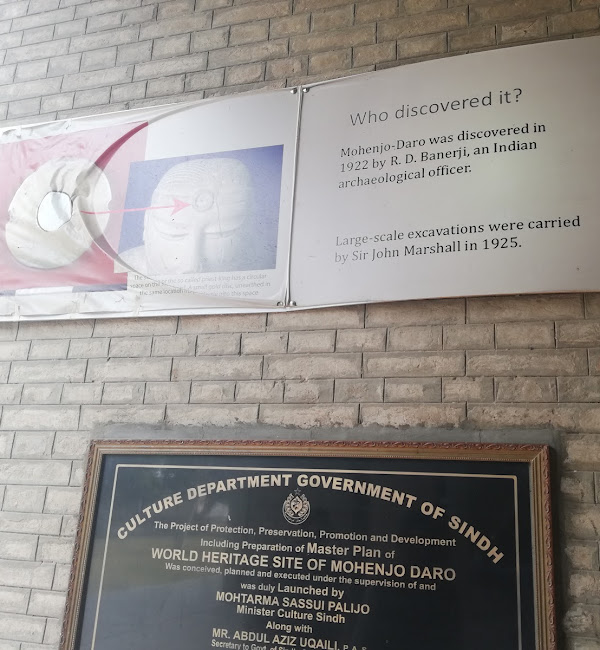 Who discovered it?
Mohenjo-Daro was discovered in
1922 by R. D. Banerji, an Indian
archaeological officer.
Large-scale excavations were carried
by Sir John Marshall in 1925.
CULTURE DEPARTMENT GOVERNMENT OF SINDH
The Project of Protection, Preservation, Promotion and Development
Including Preparation of Master Plan of
WORLD HERITAGE SITE OF MOHENJO DARO
Was conceived, planned and executed under the supervision of and
was duly Launched by
MOHTARMA SASSUI PALIJO
Minister Culture Sindh
Along with
MR. ABDUL AZIZ UQAILI, P.A.S
Secretary to Govt. of